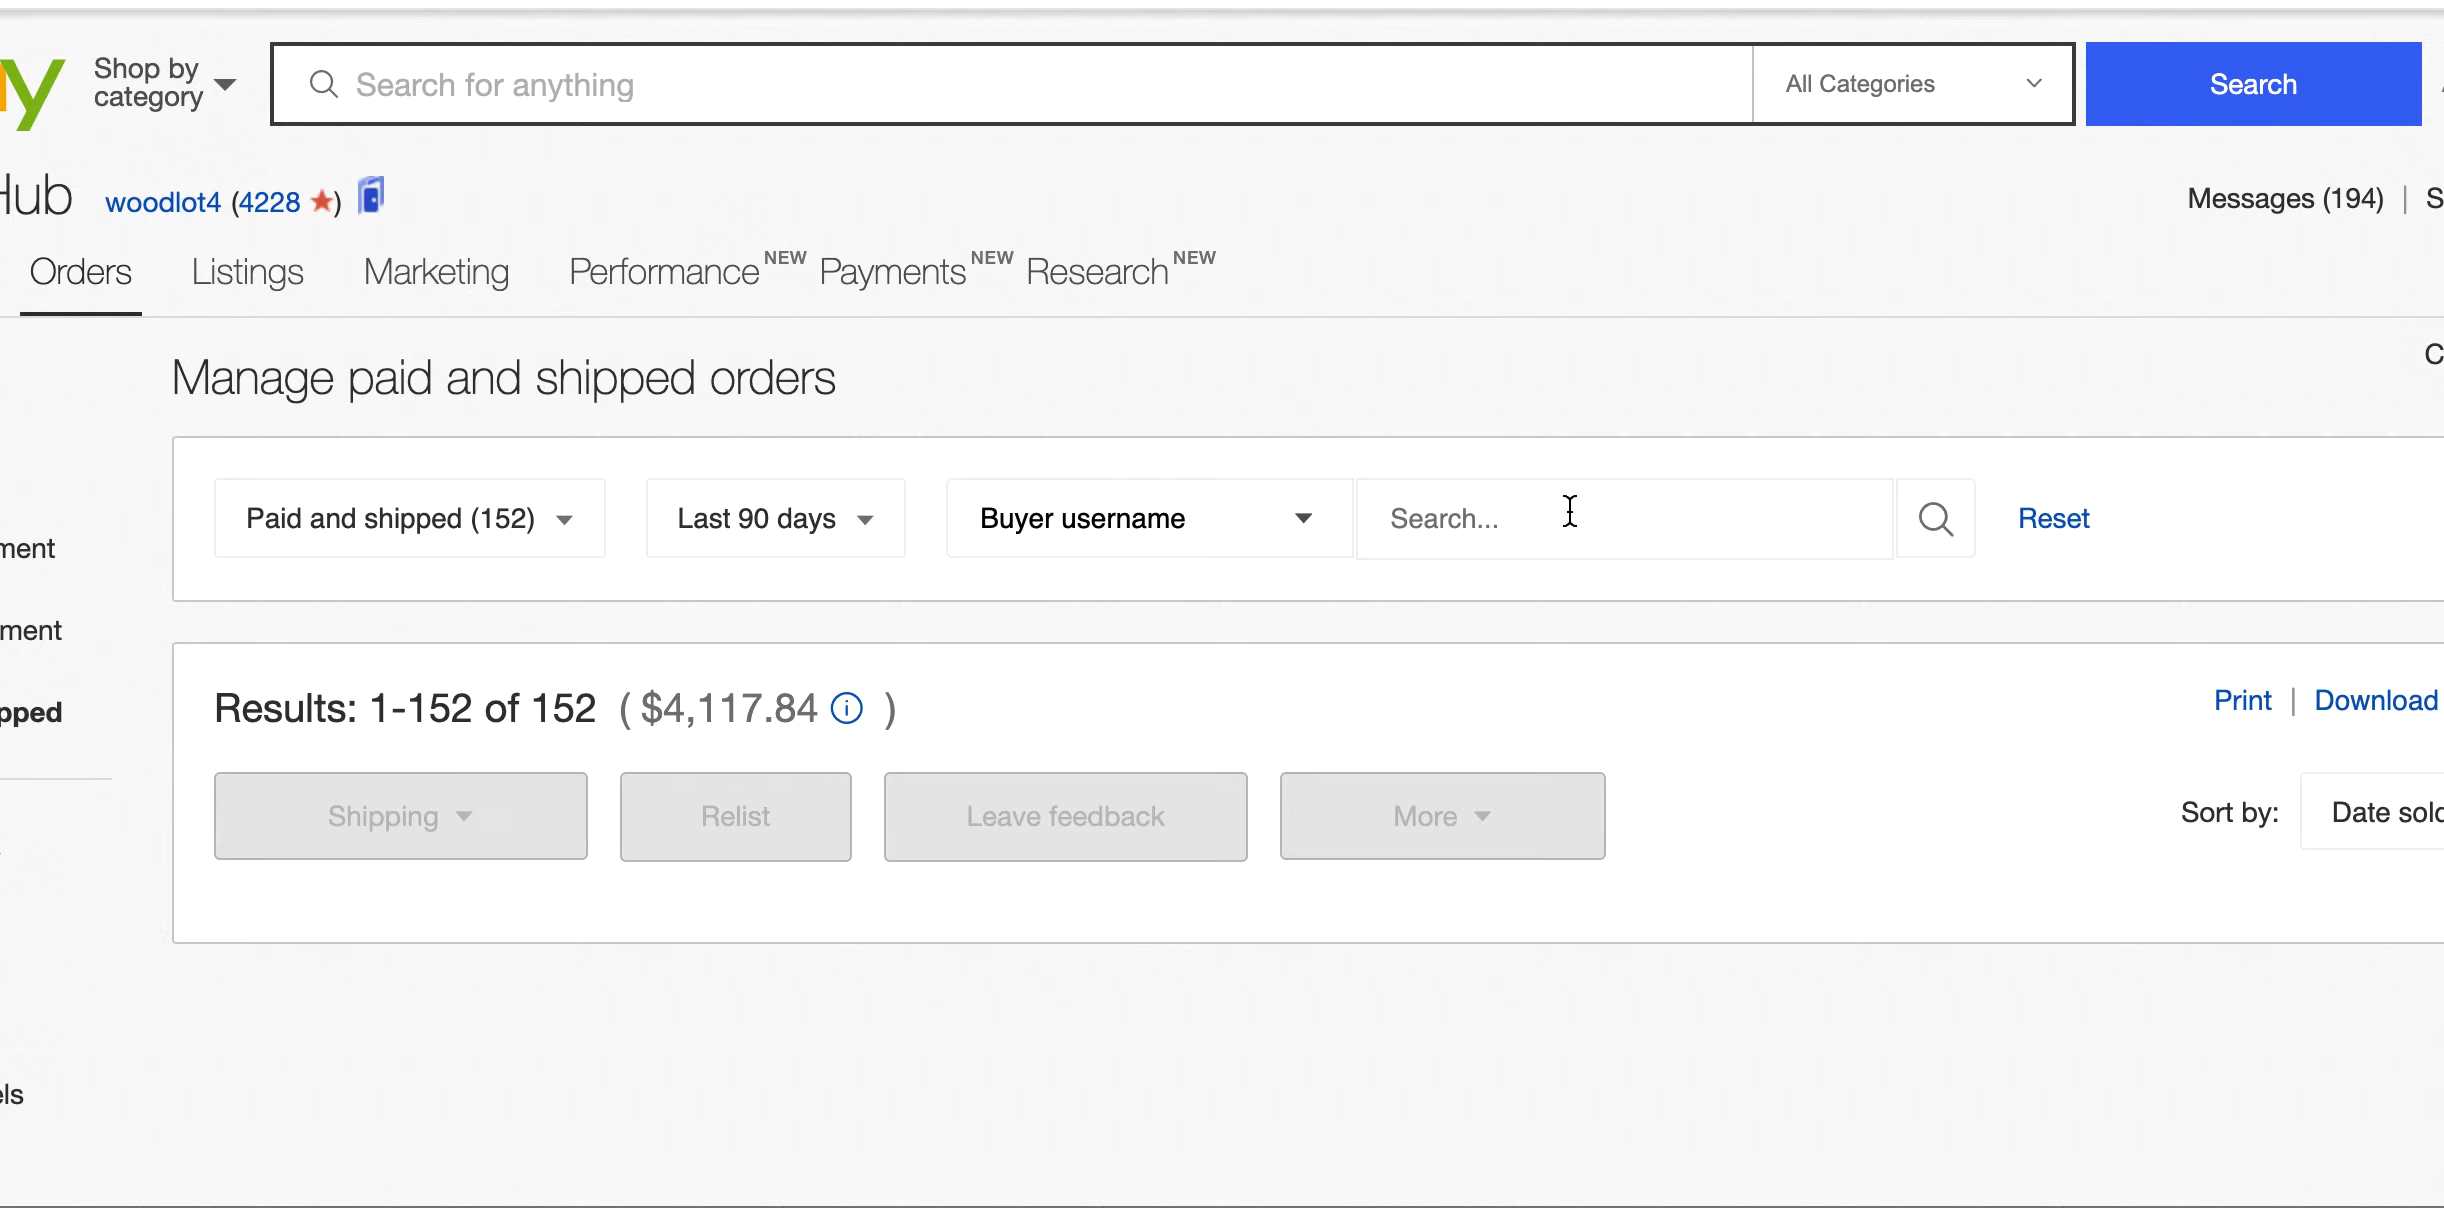 y
Shop by
category
Search for anything
All Categories
Search
Hub woodlot4 (4228 ★)
Messages (194) | S
Orders Listings Marketing Performance NEW Payments NEW Research NEW
C
Manage paid and shipped orders
Paid and shipped (152) Last 90 days Buyer username Search... Reset
ment
ment
pped
Results: 1-152 of 152 ( $4,117.84 )
Print | Download
Shipping Relist Leave feedback More
Sort by: Date sold
els